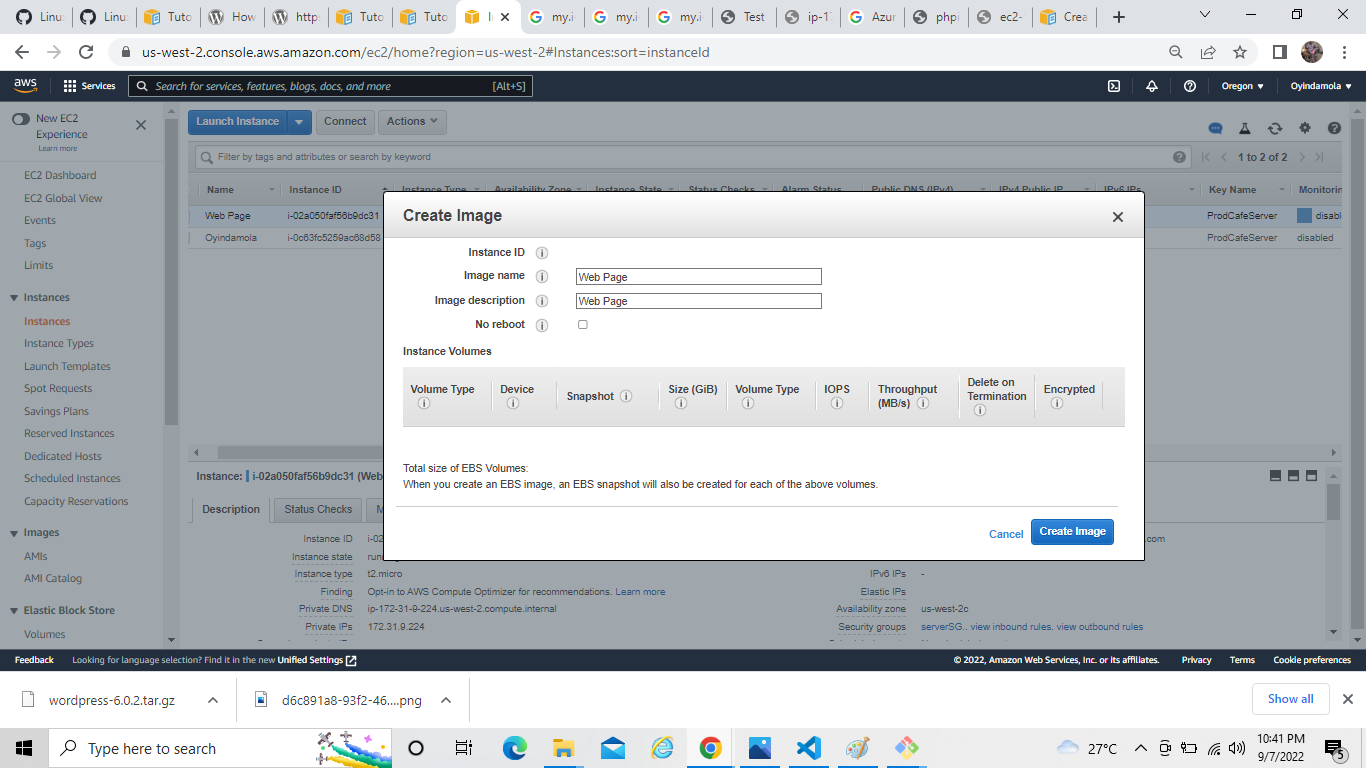 Linu
Linu
Tuto
How
http
Tuto
Tuto
my.i
my.i
my.i
Test
ip-1
Azur
phpi
ec2-
Crea
us-west-2.console.aws.amazon.com/ec2/home?region=us-west-2#Instances:sort=instanceId
aws
Services
Search for services, features, blogs, docs, and more
[Alt+S]
Oregon
Oyindamola
New EC2
Experience
Learn more
EC2 Dashboard
EC2 Global View
Events
Tags
Limits
Instances
Instances
Instance Types
Launch Templates
Spot Requests
Savings Plans
Reserved Instances
Dedicated Hosts
Scheduled Instances
Capacity Reservations
Images
AMIs
AMI Catalog
Elastic Block Store
Volumes
Launch Instance
Connect
Actions
Filter by tags and attributes or search by keyword
1 to 2 of 2
Name
Instance ID
Instance Type
Availability Zone
Instance State
Status Checks
Alarm Status
Public DNS (IPv4)
IPv4 Public IP
IPv6 IPs
Key Name
Monitorin
Web Page
i-02a050faf56b9dc31
ProdCafeServer
disab
Oyindamola
i-0c63fc5259ac68d58
ProdCafeServer
disabled
Create Image
Instance ID
Image name
Web Page
Image description
Web Page
No reboot
Instance Volumes
Volume Type
Device
Snapshot
Size (GiB)
Volume Type
IOPS
Throughput
(MB/s)
Delete on
Termination
Encrypted
Total size of EBS Volumes:
When you create an EBS image, an EBS snapshot will also be created for each of the above volumes.
Cancel
Create Image
Instance: i-02a050faf56b9dc31 (Web
Description
Status Checks
M
Instance ID
i-02
.com
Instance state
Instance type
t2.micro
IPv6 IPs
-
Finding
Opt-in to AWS Compute Optimizer for recommendations. Learn more
Elastic IPs
Private DNS
ip-172-31-9-224.us-west-2.compute.internal
Availability zone
us-west-2c
Private IPs
172.31.9.224
Security groups
serverSG.. view inbound rules. view outbound rules
Feedback
Looking for language selection? Find it in the new Unified Settings
© 2022, Amazon Web Services, Inc. or its affiliates.
Privacy
Terms
Cookie preferences
wordpress-6.0.2.tar.gz
d6c891a8-93f2-46....png
Show all
Type here to search
27°C
10:41 PM
9/7/2022
5